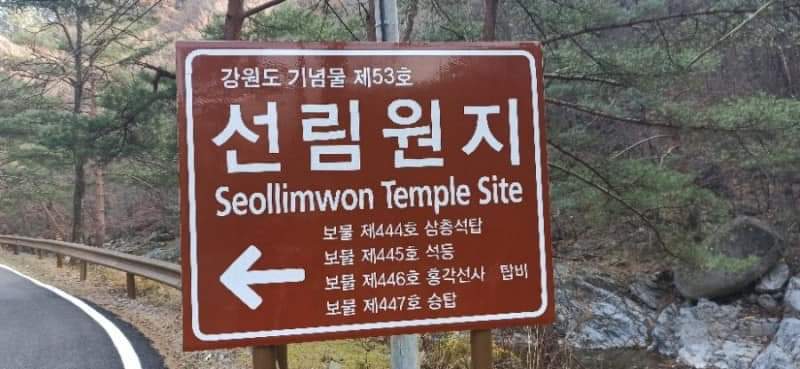 강원도 기념물 제53호
선림원지
Seollimwon Temple Site
보물 제444호 삼층석탑
보물 제445호 석등
보물 제446호 홍각선사 탑비
보물 제447호 승탑